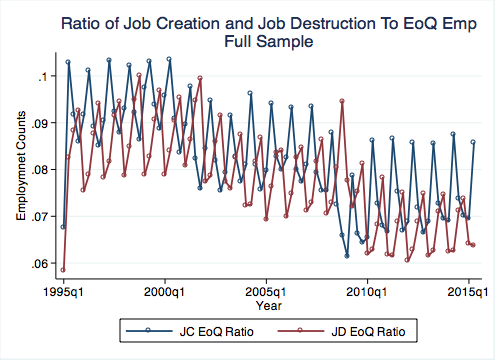 Ratio of Job Creation and Job Destruction To EoQ Emp
Full Sample
Employmnet Counts
.1
.09
.08
.07
.06
1995q1 2000q1 2005q1 2010q1 2015q1
Year
JC EoQ Ratio JD EoQ Ratio